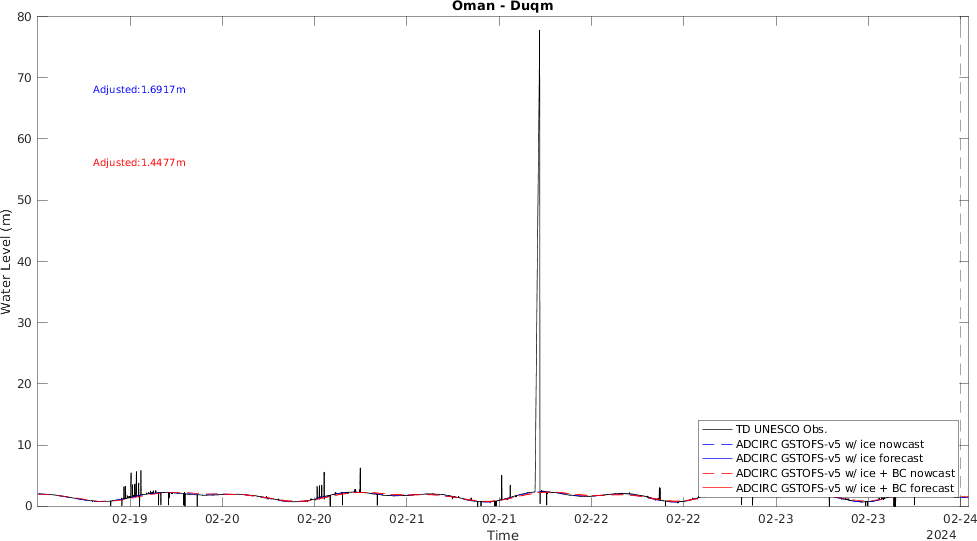 Oman - Duqm
80
70
60
50
40
30
20
10
0
Water Level (m)
Adjusted:1.6917m
Adjusted:1.4477m
TD UNESCO Obs.
ADCIRC GSTOFS-v5 w/ ice nowcast
ADCIRC GSTOFS-v5 w/ ice forecast
ADCIRC GSTOFS-v5 w/ ice + BC nowcast
ADCIRC GSTOFS-v5 w/ ice + BC forecast
02-19 02-20 02-20 02-21 02-21 02-22 02-22 02-23 02-23 02-24
Time
2024